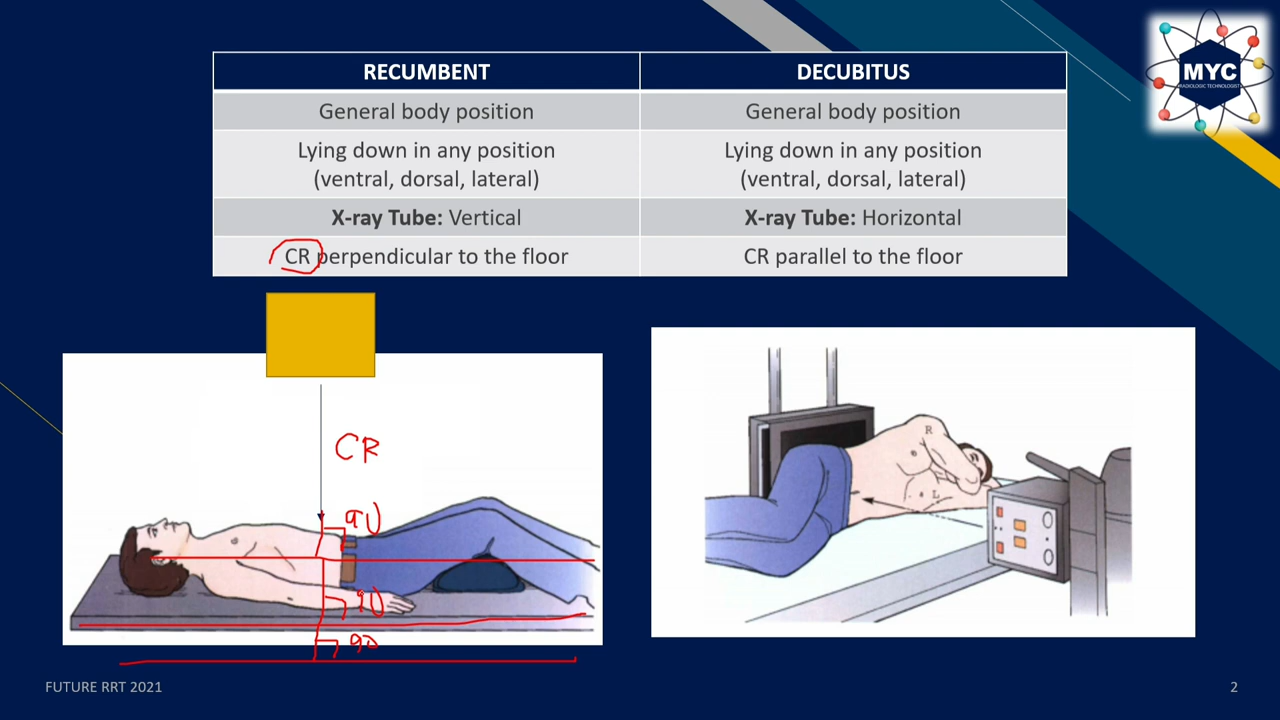 MYC
RADIOLOGIC TECHNOLOGIST
RECUMBENT
DECUBITUS
General body position
General body position
Lying down in any position
(ventral, dorsal, lateral)
Lying down in any position
(ventral, dorsal, lateral)
X-ray Tube: Vertical
X-ray Tube: Horizontal
CR perpendicular to the floor
CR parallel to the floor
CR
90
90
90
R
L
FUTURE RRT 2021
2